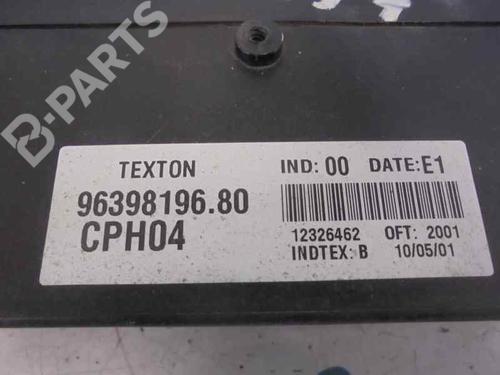 B-PARTS
TEXTON IND: 00 DATE: E1
96398196.80
CPH04
12326462 OFT: 2001
INDTEX: B 10/05/01